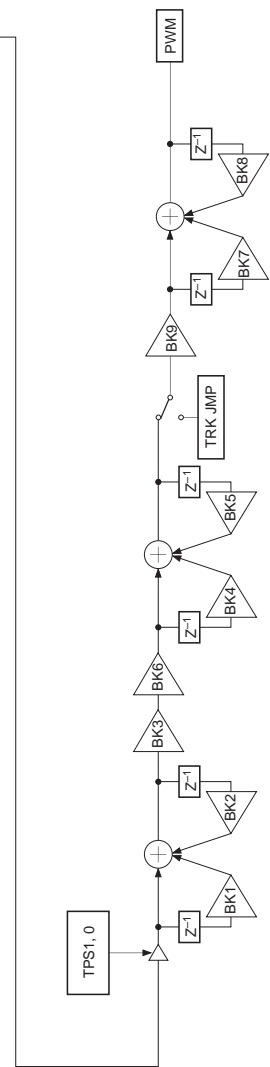 TPS1, 0
Z⁻¹
BK1
BK2
Z⁻¹
BK3
BK6
Z⁻¹
BK4
BK5
Z⁻¹
TRK JMP
BK9
Z⁻¹
BK7
BK8
Z⁻¹
PWM